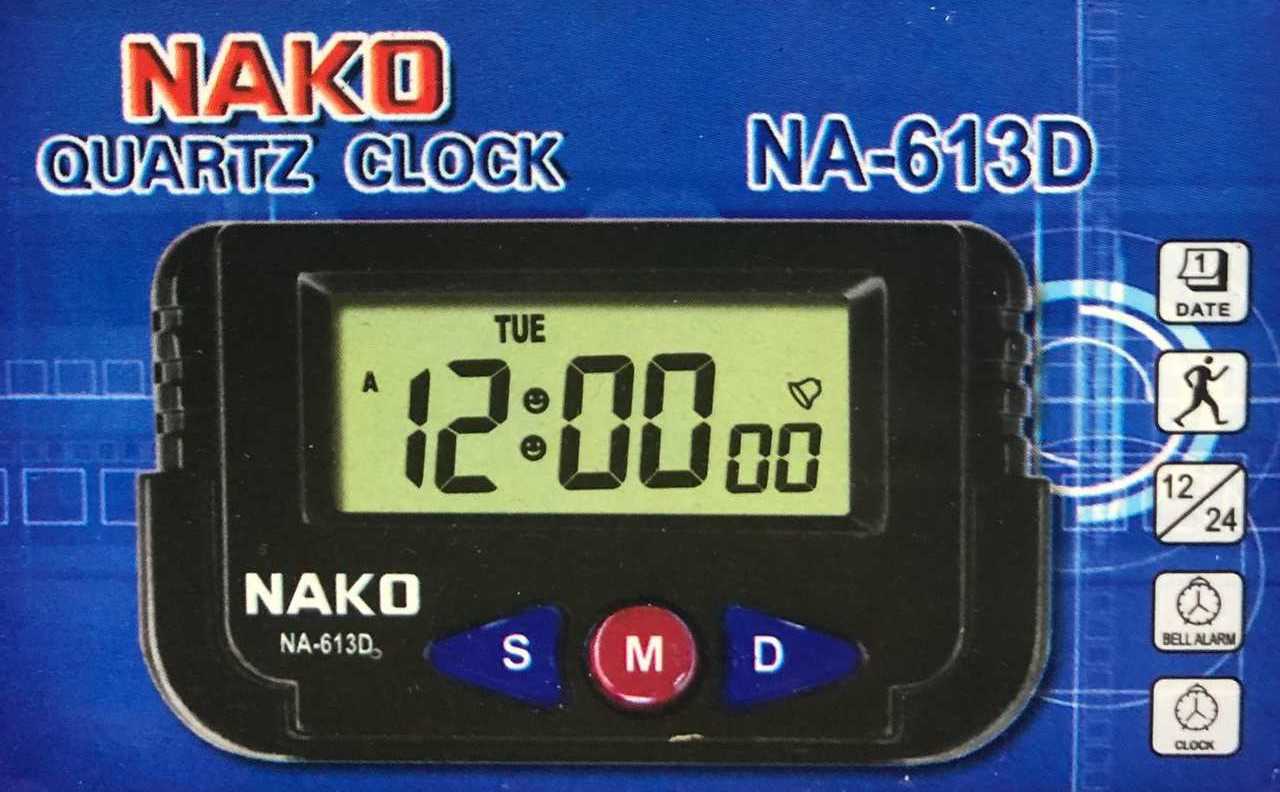 NAKO
QUARTZ CLOCK
NA-613D
TUE
A 12:00 00
NAKO
NA-613D
S M D
1
DATE
12/24
BELL ALARM
CLOCK